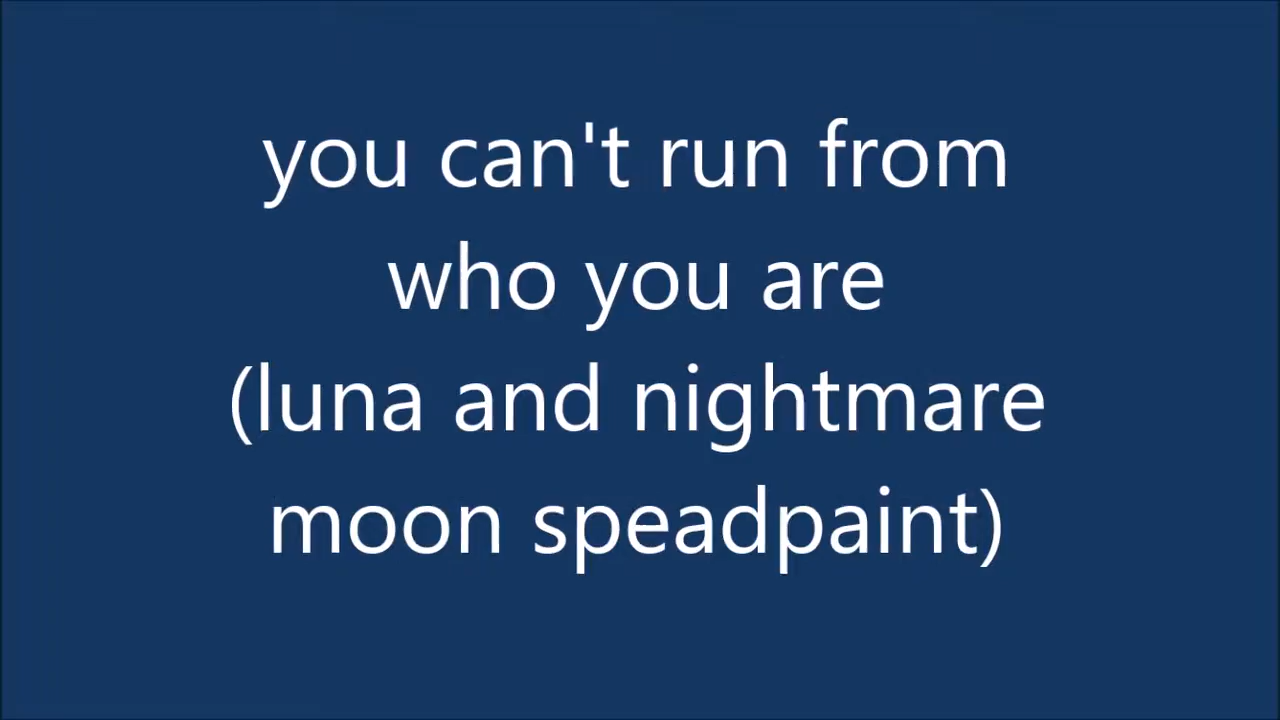 you can't run from
who you are
(luna and nightmare
moon speadpaint)